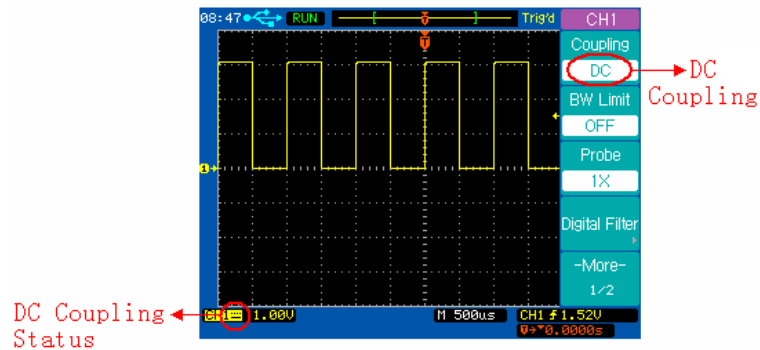 08:47 RUN T Trig'd CH1
Coupling
DC
DC
Coupling
BW Limit
OFF
Probe
1X
Digital Filter
-More-
1/2
1
DC Coupling
Status
CH1 1.00V M 500us CH1 1.52V
0.0000s